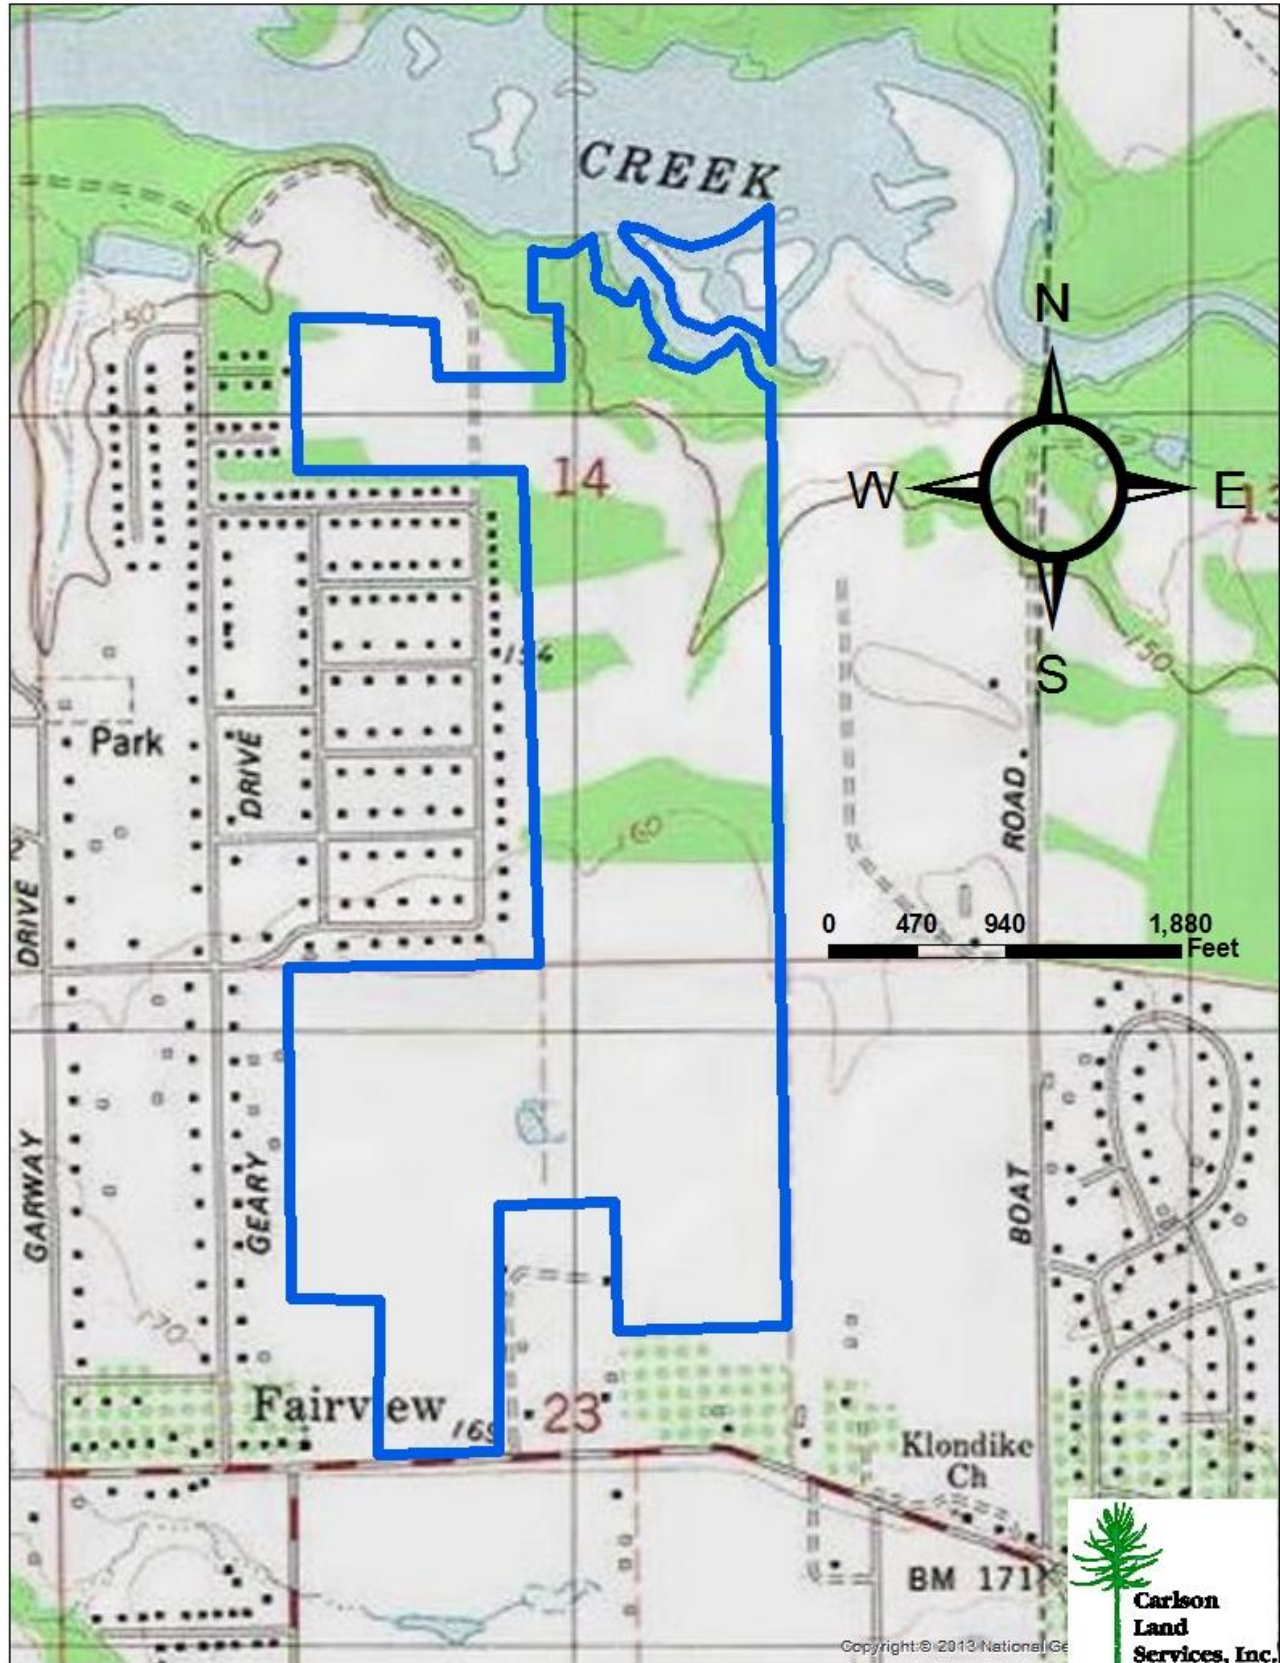 CREEK
N
150
14
W
E
13
154
150
S
Park
DRIVE
160
ROAD
DRIVE
0 470 940 1,880
Feet
GARWAY
GEARY
BOAT
170
Fairview
169
23
Klondike
Ch
BM 171
Carlson
Land
Services, Inc.
Copyright:© 2013 National Ge